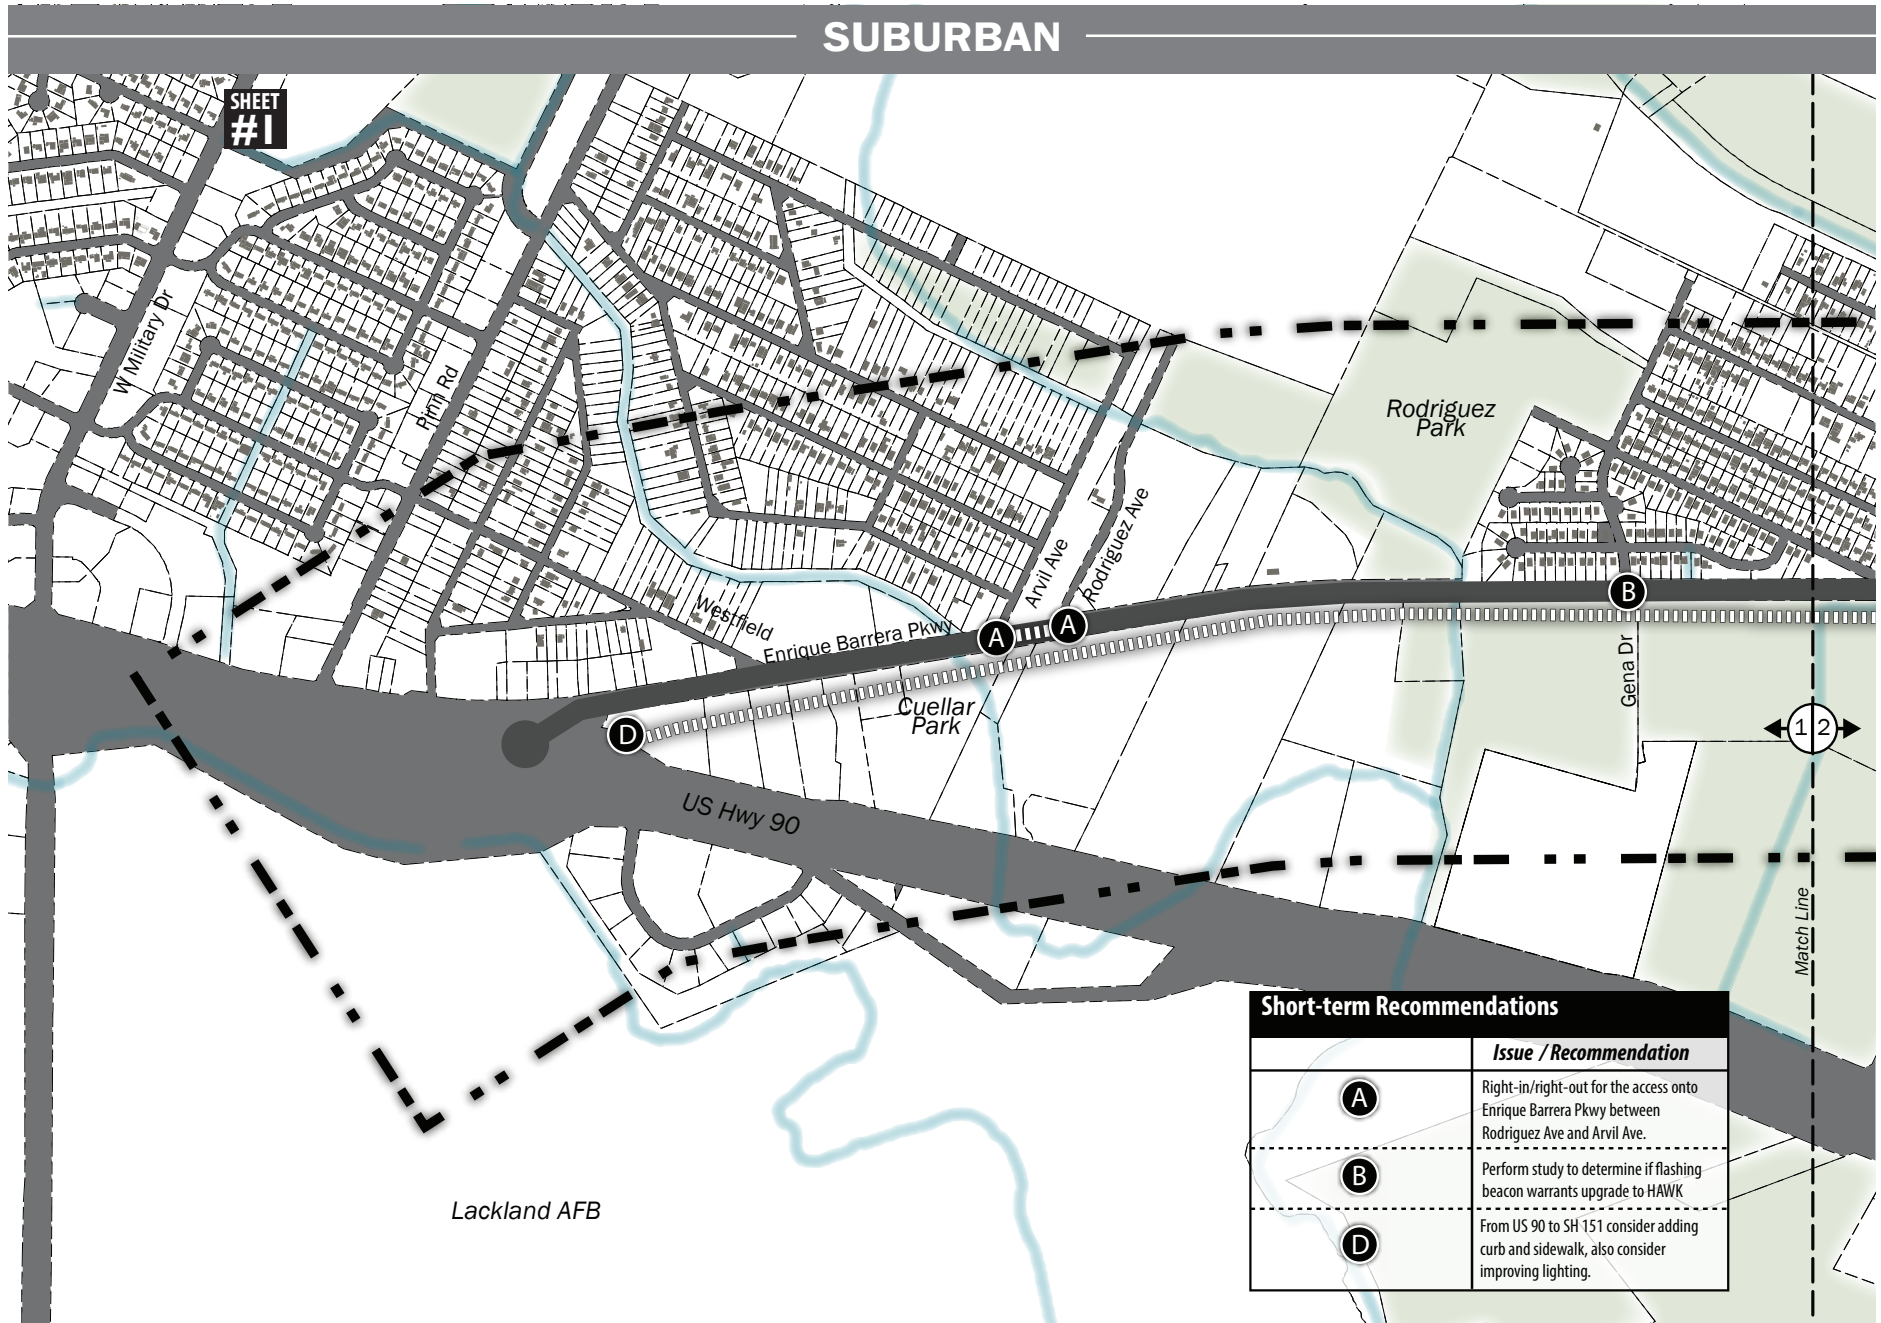 SUBURBAN
SHEET
#1
W Military Dr
Pinn Rd
Rodriguez
Park
Arvil Ave
Rodriguez Ave
Westfield
Enrique Barrera Pkwy
A
A
B
Gena Dr
Cuellar
Park
D
1 2
US Hwy 90
Match Line
Lackland AFB
Short-term Recommendations
Issue / Recommendation
A
Right-in/right-out for the access onto
Enrique Barrera Pkwy between
Rodriguez Ave and Arvil Ave.
B
Perform study to determine if flashing
beacon warrants upgrade to HAWK
D
From US 90 to SH 151 consider adding
curb and sidewalk, also consider
improving lighting.